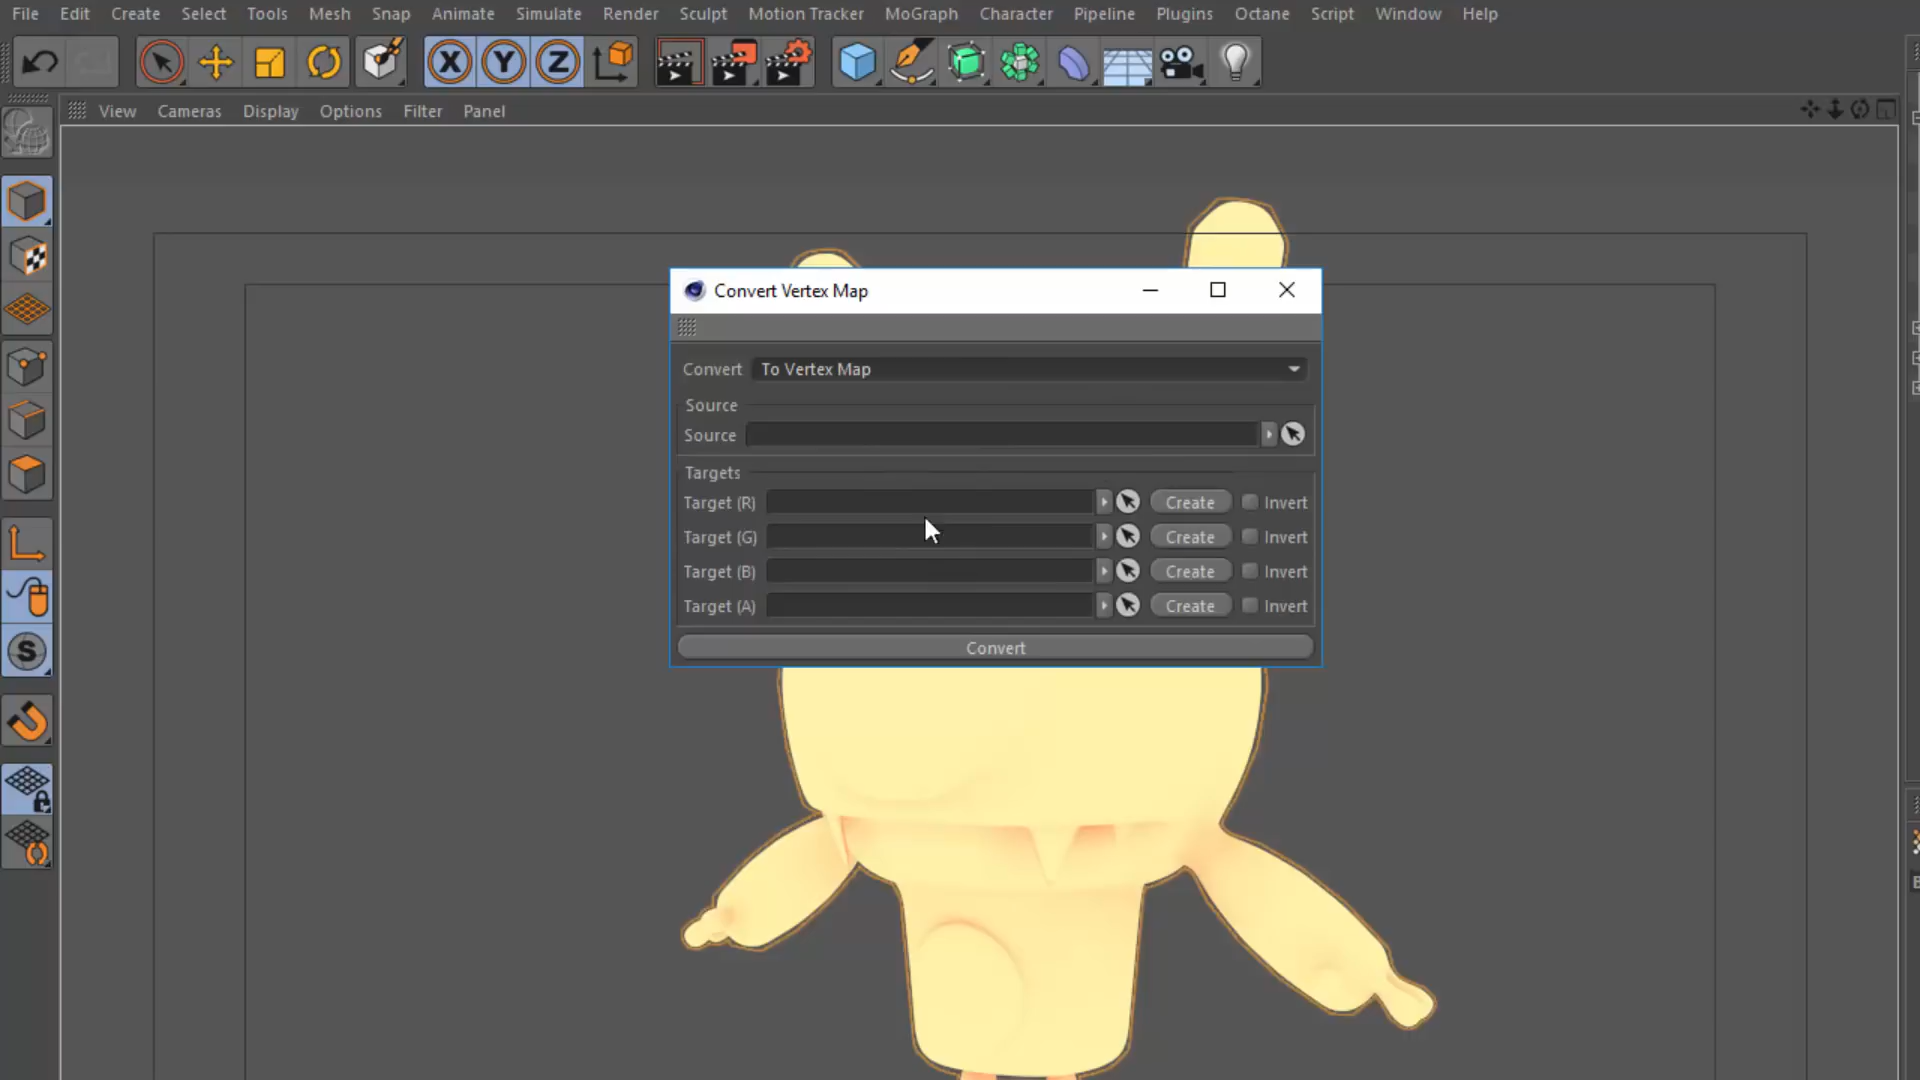 File Edit Create Select Tools Mesh Snap Animate Simulate Render Sculpt Motion Tracker MoGraph Character Pipeline Plugins Octane Script Window Help
X Y Z
View Cameras Display Options Filter Panel
Convert Vertex Map
Convert To Vertex Map
Source
Source
Targets
Target (R) Create Invert
Target (G) Create Invert
Target (B) Create Invert
Target (A) Create Invert
Convert
S